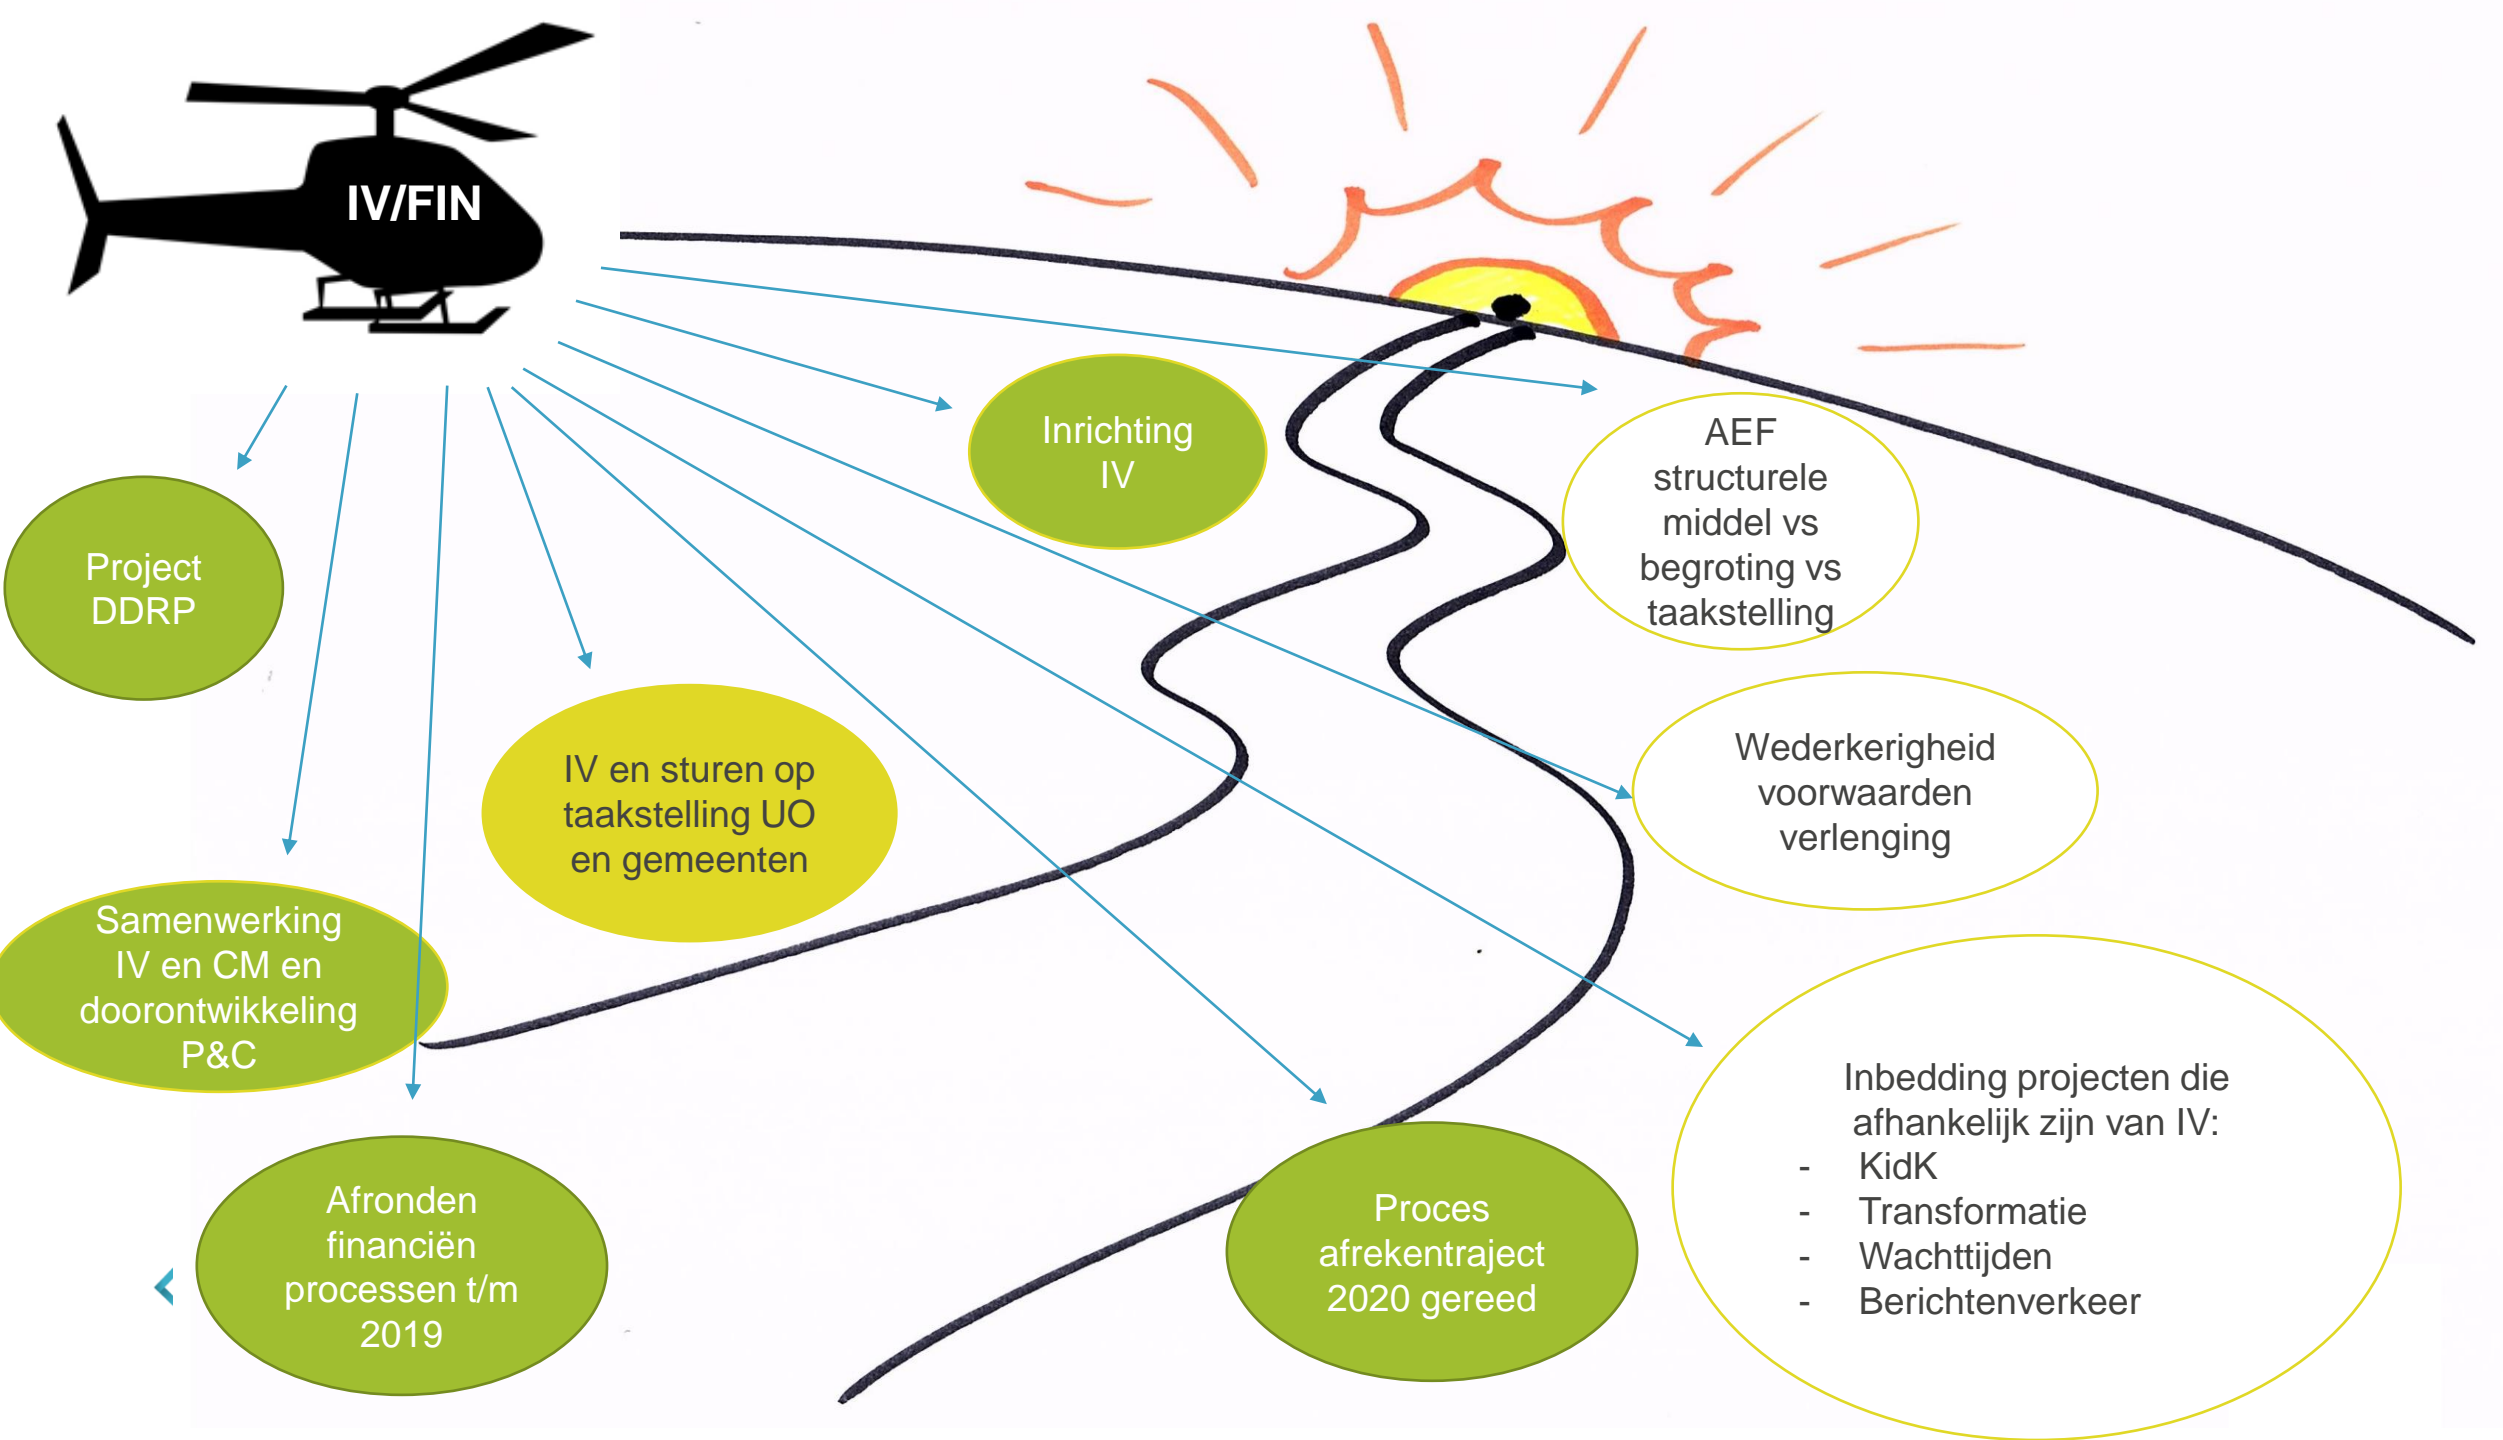 IV/FIN
Inrichting
IV
AEF
structurele
middel vs
begroting vs
taakstelling
Project
DDRP
IV en sturen op
taakstelling UO
en gemeenten
Wederkerigheid
voorwaarden
verlenging
Samenwerking
IV en CM en
doorontwikkeling
P&C
Afronden
financiën
processen t/m
2019
Proces
afrekentraject
2020 gereed
Inbedding projecten die
afhankelijk zijn van IV:
- KidK
- Transformatie
- Wachttijden
- Berichtenverkeer